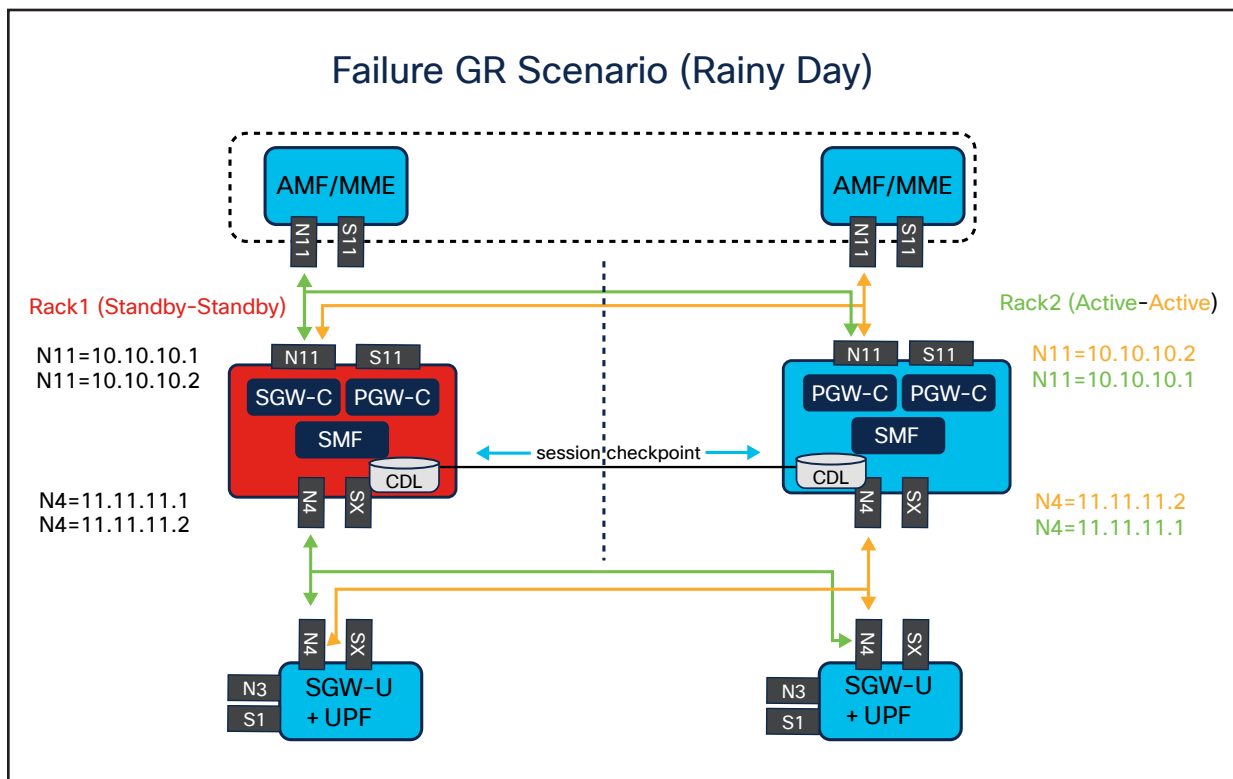 Failure GR Scenario (Rainy Day)
AMF/MME
AMF/MME
N11
S11
N11
S11
Rack1 (Standby-Standby)
Rack2 (Active-Active)
N11=10.10.10.1
N11=10.10.10.2
N11
S11
N11
S11
N11=10.10.10.2
N11=10.10.10.1
SGW-C
PGW-C
PGW-C
PGW-C
SMF
SMF
session checkpoint
CDL
CDL
N4=11.11.11.1
N4=11.11.11.2
N4
SX
N4
SX
N4=11.11.11.2
N4=11.11.11.1
N4
SX
N4
SX
N3
S1
SGW-U
+ UPF
N3
S1
SGW-U
+ UPF